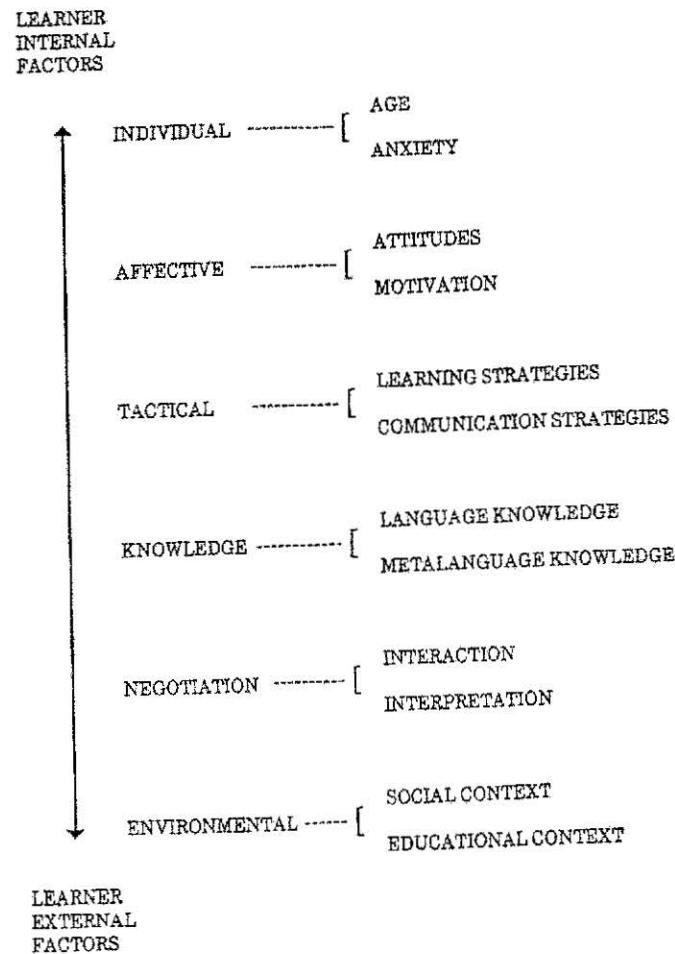 LEARNER
INTERNAL
FACTORS
INDIVIDUAL
AGE
ANXIETY
AFFECTIVE
ATTITUDES
MOTIVATION
TACTICAL
LEARNING STRATEGIES
COMMUNICATION STRATEGIES
KNOWLEDGE
LANGUAGE KNOWLEDGE
METALANGUAGE KNOWLEDGE
NEGOTIATION
INTERACTION
INTERPRETATION
ENVIRONMENTAL
SOCIAL CONTEXT
EDUCATIONAL CONTEXT
LEARNER
EXTERNAL
FACTORS